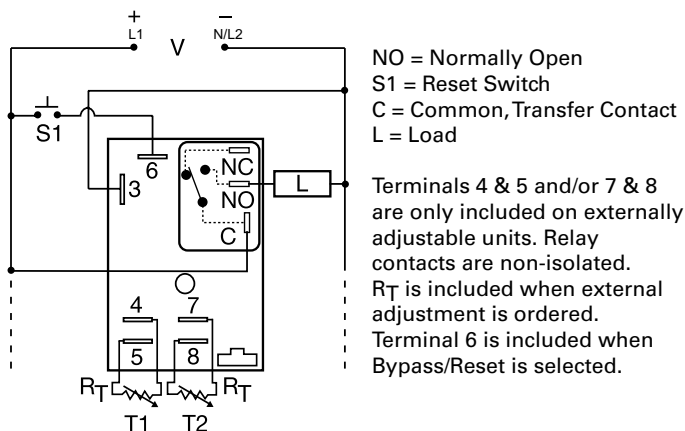 +
–
L1
V
N/L2
S1
6
3
NC
NO
C
L
4
7
5
8
RT
RT
T1
T2
NO = Normally Open
S1 = Reset Switch
C = Common, Transfer Contact
L = Load
Terminals 4 & 5 and/or 7 & 8
are only included on externally
adjustable units. Relay
contacts are non-isolated.
RT is included when external
adjustment is ordered.
Terminal 6 is included when
Bypass/Reset is selected.